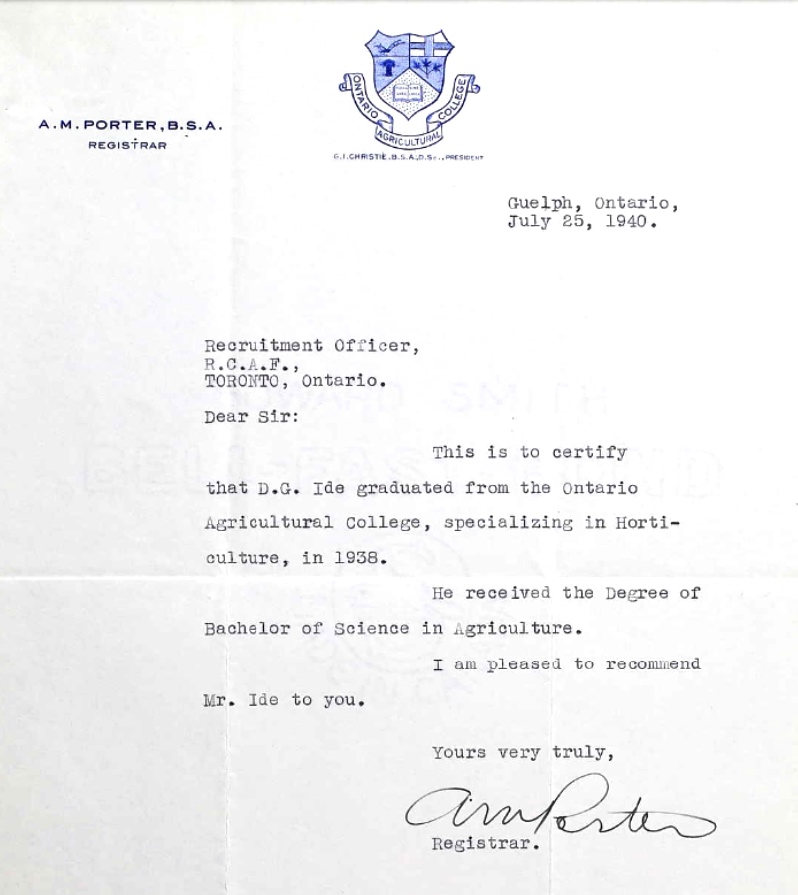 A.M. PORTER, B.S.A.
REGISTRAR
ONTARIO
AGRICULTURAL
COLLEGE
G.I. CHRISTIE, B.S.A., D.Sc., PRESIDENT
Guelph, Ontario,
July 25, 1940.
Recruitment Officer,
R.C.A.F.,
TORONTO, Ontario.
Dear Sir:
This is to certify
that D.G. Ide graduated from the Ontario
Agricultural College, specializing in Horti-
culture, in 1938.
He received the Degree of
Bachelor of Science in Agriculture.
I am pleased to recommend
Mr. Ide to you.
Yours very truly,
AM Porter
Registrar.